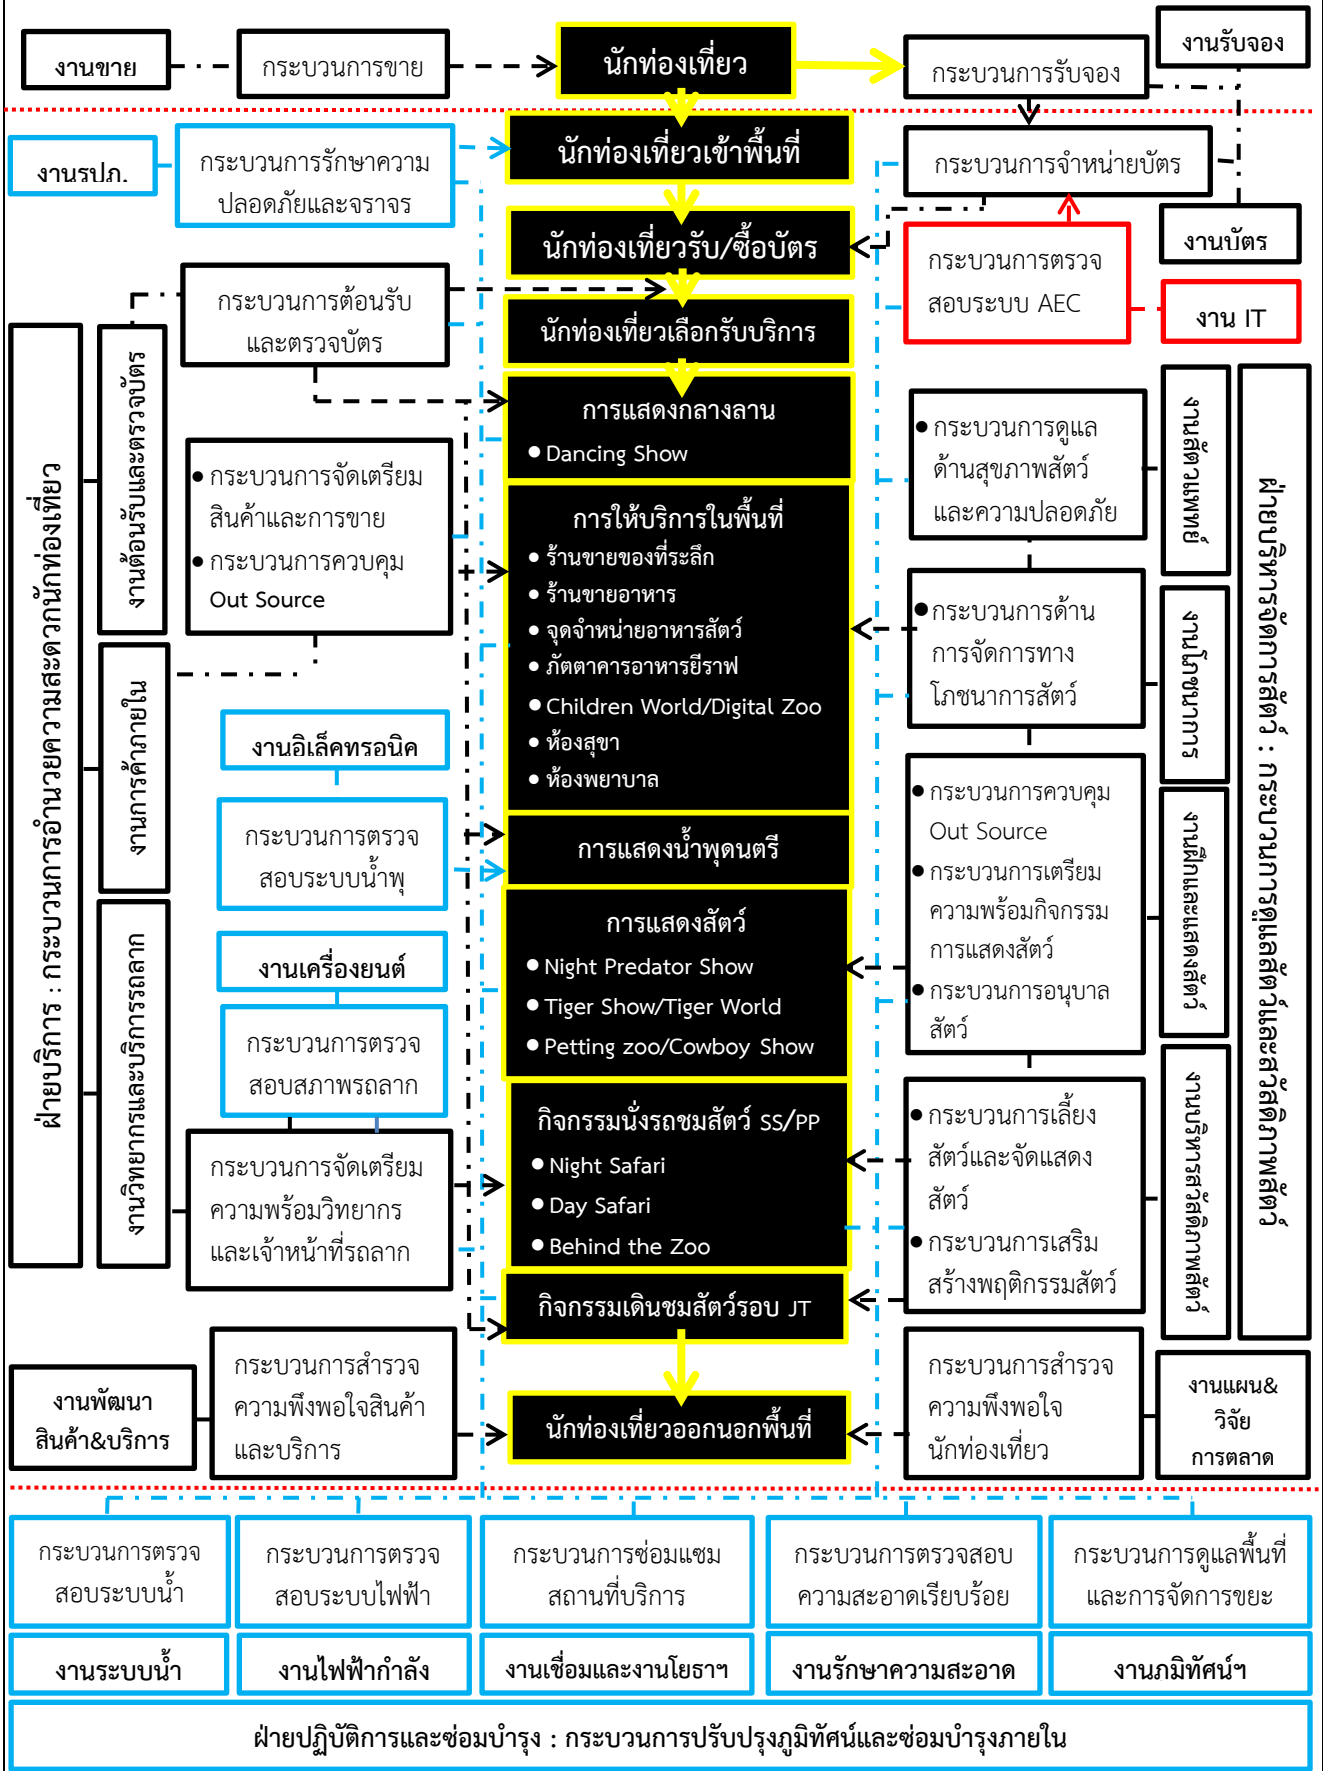 งานขาย
กระบวนการขาย
นักท่องเที่ยว
กระบวนการรับจอง
งานรับจอง
งานรปภ.
กระบวนการรักษาความ
ปลอดภัยและจราจร
นักท่องเที่ยวเข้าพื้นที่
กระบวนการจำหน่ายบัตร
นักท่องเที่ยวรับ/ซื้อบัตร
งานบัตร
กระบวนการตรวจ
สอบระบบ AEC
งาน IT
กระบวนการต้อนรับ
และตรวจบัตร
นักท่องเที่ยวเลือกรับบริการ
ฝ่ายบริการ : กระบวนการอำนวยความสะดวกนักท่องเที่ยว
งานต้อนรับและตรวจบัตร
งานการค้าภายใน
งานวิทยากรและบริการรถลาก
การแสดงกลางลาน
• Dancing Show
• กระบวนการจัดเตรียม
สินค้าและการขาย
• กระบวนการควบคุม
Out Source
การให้บริการในพื้นที่
• ร้านขายของที่ระลึก
• ร้านขายอาหาร
• จุดจำหน่ายอาหารสัตว์
• ภัตตาคารอาหารยีราฟ
• Children World/Digital Zoo
• ห้องสุขา
• ห้องพยาบาล
• กระบวนการดูแล
ด้านสุขภาพสัตว์
และความปลอดภัย
• กระบวนการด้าน
การจัดการทาง
โภชนาการสัตว์
งานสัตวแพทย์
งานโภชนาการ
งานฝึกและแสดงสัตว์
งานบริหารสวัสดิภาพสัตว์
ฝ่ายบริหารจัดการสัตว์ : กระบวนการดูแลสัตว์และสวัสดิภาพสัตว์
งานอิเล็คทรอนิค
กระบวนการตรวจ
สอบระบบน้ำพุ
การแสดงน้ำพุดนตรี
• กระบวนการควบคุม
Out Source
• กระบวนการเตรียม
ความพร้อมกิจกรรม
การแสดงสัตว์
• กระบวนการอนุบาล
สัตว์
งานเครื่องยนต์
กระบวนการตรวจ
สอบสภาพรถลาก
การแสดงสัตว์
• Night Predator Show
• Tiger Show/Tiger World
• Petting zoo/Cowboy Show
กระบวนการจัดเตรียม
ความพร้อมวิทยากร
และเจ้าหน้าที่รถลาก
กิจกรรมนั่งรถชมสัตว์ SS/PP
• Night Safari
• Day Safari
• Behind the Zoo
• กระบวนการเลี้ยง
สัตว์และจัดแสดง
สัตว์
• กระบวนการเสริม
สร้างพฤติกรรมสัตว์
กิจกรรมเดินชมสัตว์รอบ JT
งานพัฒนา
สินค้า&บริการ
กระบวนการสำรวจ
ความพึงพอใจสินค้า
และบริการ
นักท่องเที่ยวออกนอกพื้นที่
กระบวนการสำรวจ
ความพึงพอใจ
นักท่องเที่ยว
งานแผน&
วิจัย
การตลาด
กระบวนการตรวจ
สอบระบบน้ำ
กระบวนการตรวจ
สอบระบบไฟฟ้า
กระบวนการซ่อมแซม
สถานที่บริการ
กระบวนการตรวจสอบ
ความสะอาดเรียบร้อย
กระบวนการดูแลพื้นที่
และการจัดการขยะ
งานระบบน้ำ
งานไฟฟ้ากำลัง
งานเชื่อมและงานโยธาฯ
งานรักษาความสะอาด
งานภูมิทัศน์ฯ
ฝ่ายปฏิบัติการและซ่อมบำรุง : กระบวนการปรับปรุงภูมิทัศน์และซ่อมบำรุงภายใน